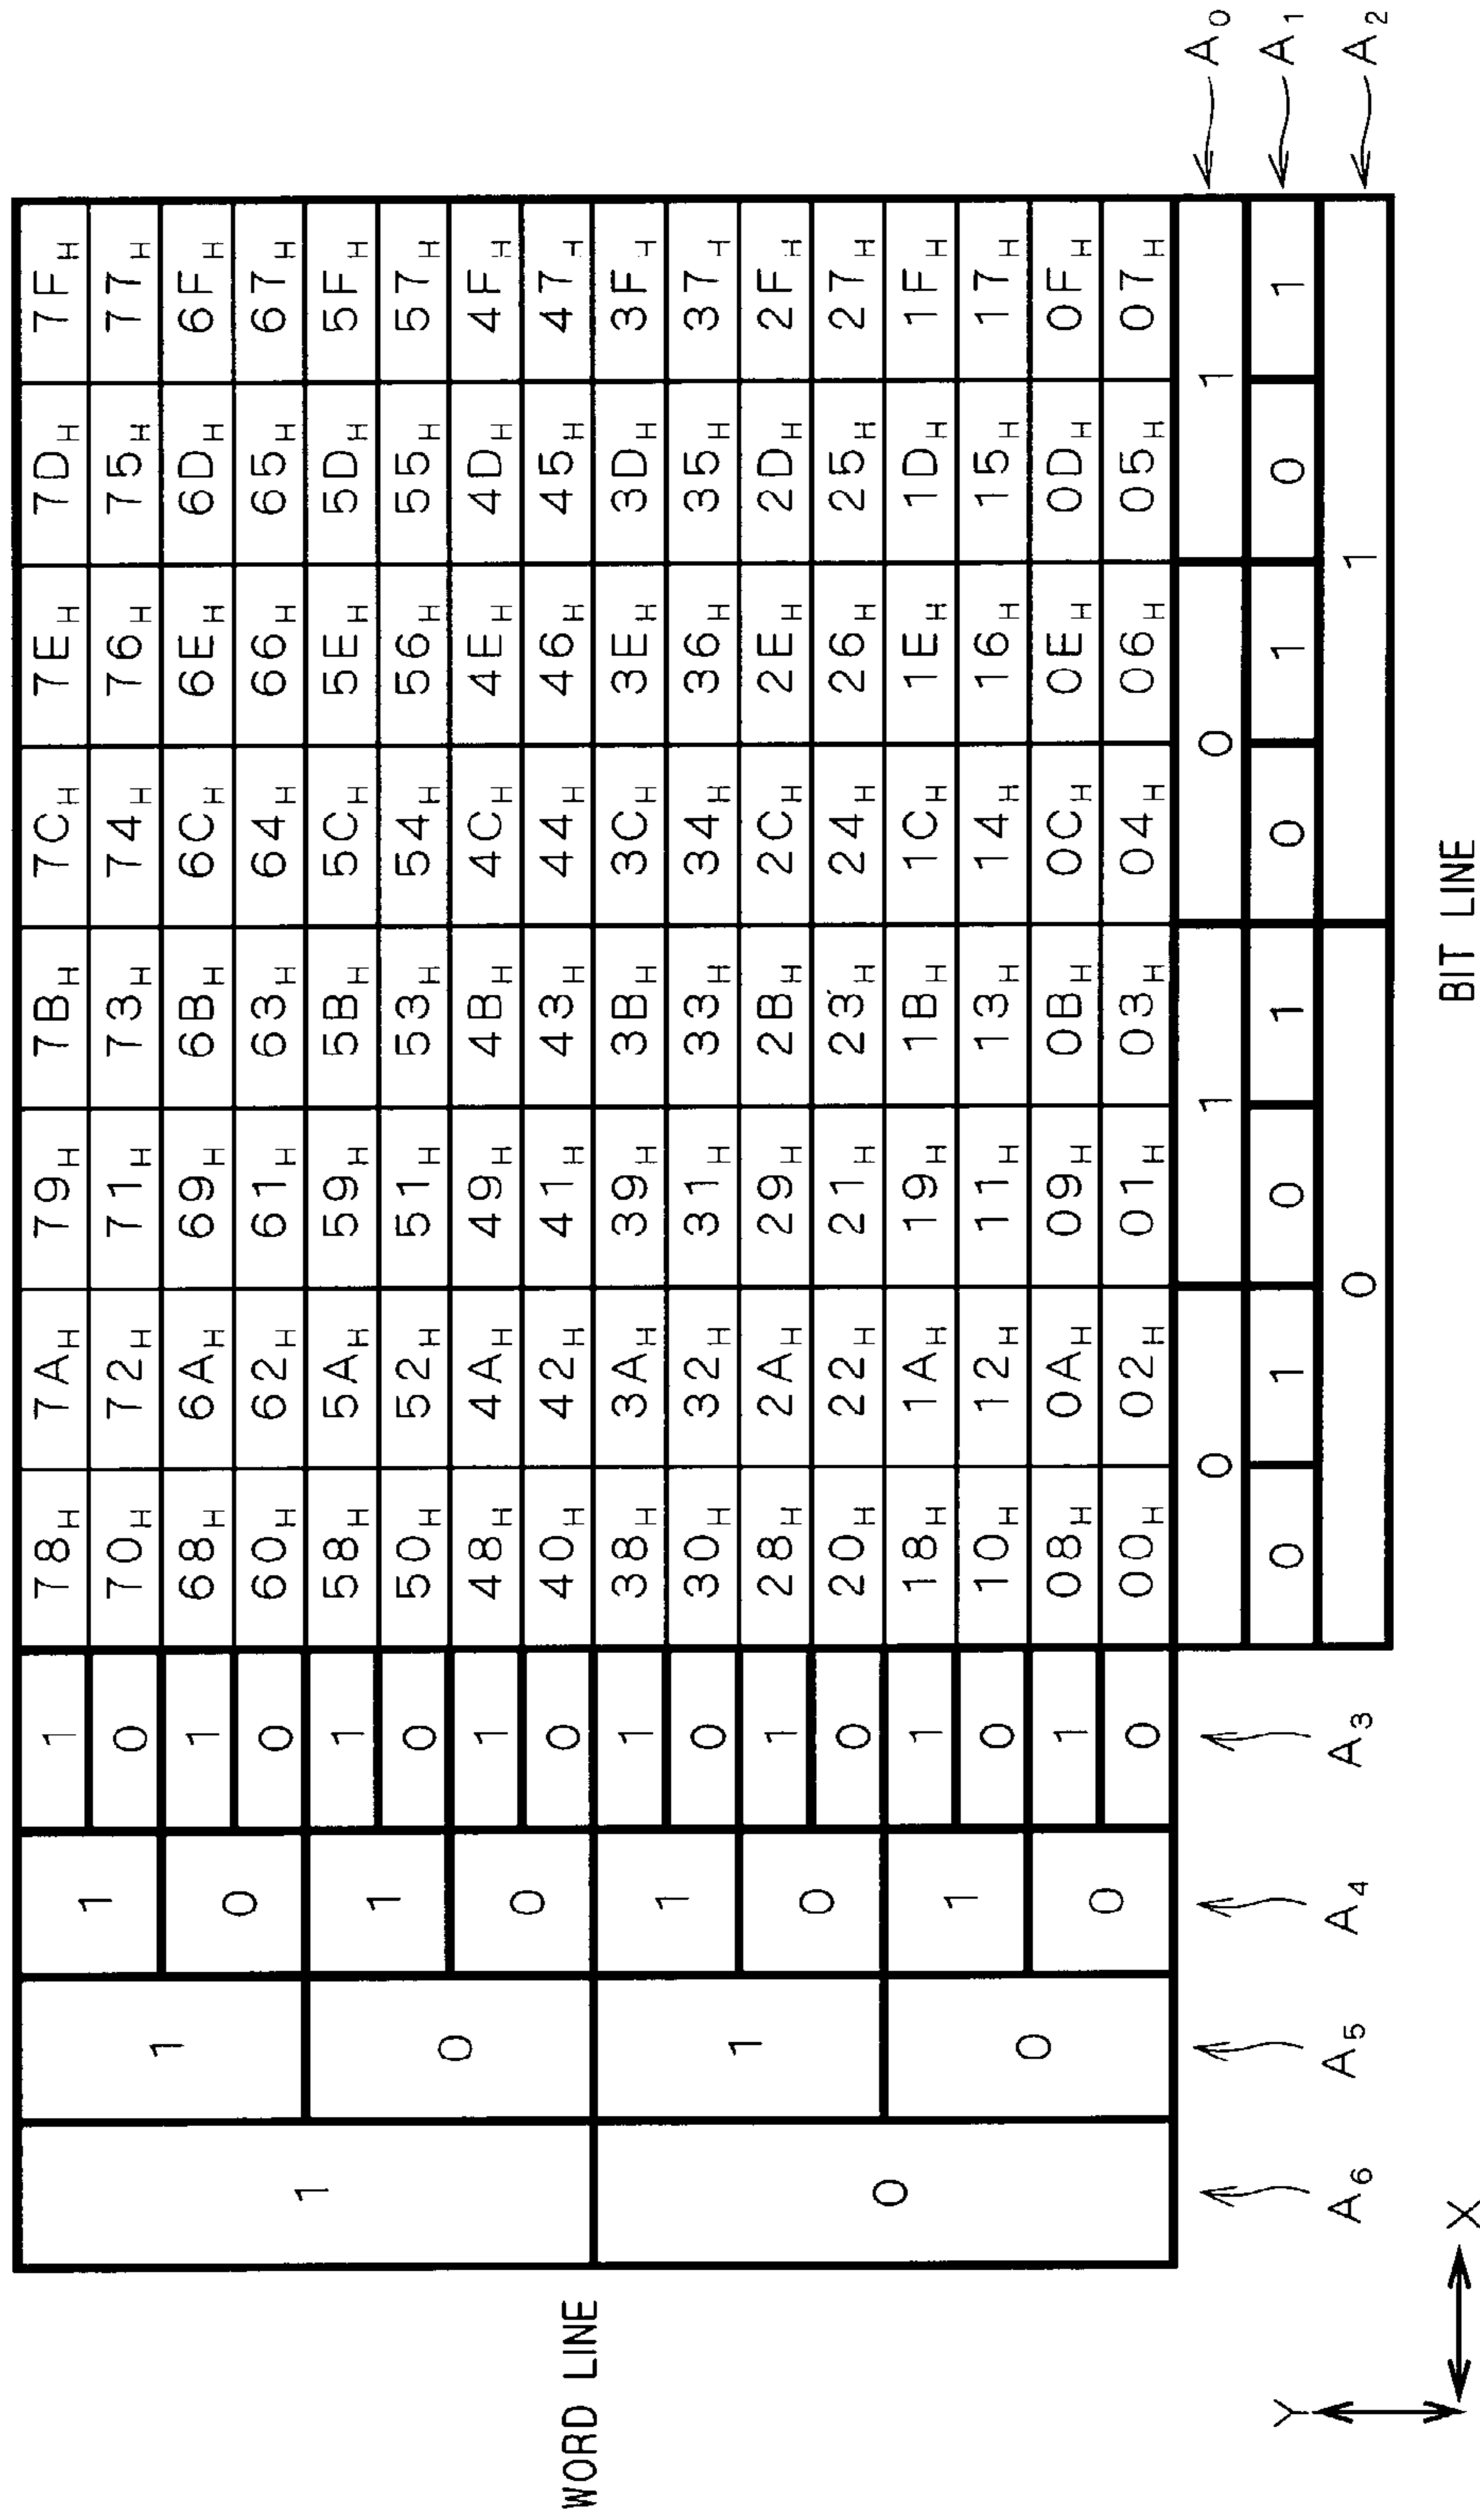 1 1 1 1 78H 7AH 79H 7BH 7CH 7EH 7DH 7FH
0 70H 72H 71H 73H 74H 76H 75H 77H
0 1 68H 6AH 69H 6BH 6CH 6EH 6DH 6FH
0 60H 62H 61H 63H 64H 66H 65H 67H
0 1 1 58H 5AH 59H 5BH 5CH 5EH 5DH 5FH
0 50H 52H 51H 53H 54H 56H 55H 57H
0 1 48H 4AH 49H 4BH 4CH 4EH 4DH 4FH
0 40H 42H 41H 43H 44H 46H 45H 47H
WORD LINE
0 1 1 1 38H 3AH 39H 3BH 3CH 3EH 3DH 3FH
0 30H 32H 31H 33H 34H 36H 35H 37H
0 1 28H 2AH 29H 2BH 2CH 2EH 2DH 2FH
0 20H 22H 21H 23H 24H 26H 25H 27H
0 1 1 18H 1AH 19H 1BH 1CH 1EH 1DH 1FH
0 10H 12H 11H 13H 14H 16H 15H 17H
0 1 08H 0AH 09H 0BH 0CH 0EH 0DH 0FH
0 00H 02H 01H 03H 04H 06H 05H 07H
0 1 0 1 A0
0 1 0 1 0 1 0 1 A1
0 1 A2
A6 A5 A4 A3
BIT LINE
Y
X